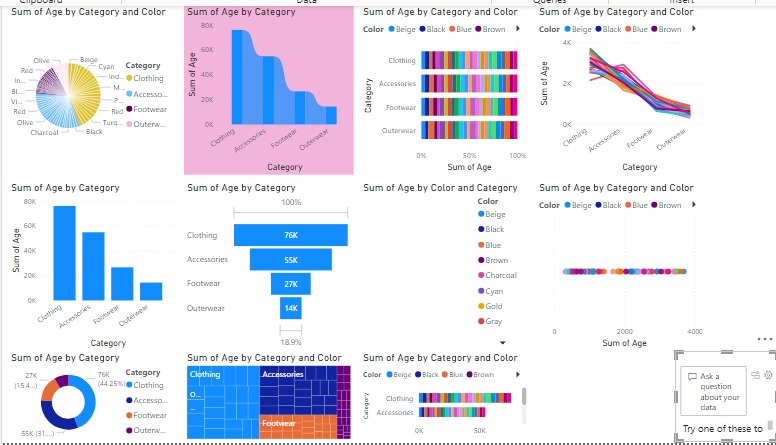 Clipboard
Data
Queries
Insert
Sum of Age by Category and Color
Olive
Beige
Red
Cyan
In...
Ind...
Bl...
M...
Vi...
P...
Red
Red
Olive
Turq...
Charcoal
Black
Category
Clothing
Accesso...
Footwear
Outerw...
Sum of Age by Category
80K
60K
40K
20K
0K
Sum of Age
Clothing
Accessories
Footwear
Outerwear
Category
Sum of Age by Category and Color
Color
Beige
Black
Blue
Brown
Category
Clothing
Accessories
Footwear
Outerwear
0%
50%
100%
Sum of Age
Sum of Age by Category and Color
Color
Beige
Black
Blue
Brown
4K
2K
0K
Sum of Age
Clothing
Accessories
Footwear
Outerwear
Category
Sum of Age by Category
80K
60K
40K
20K
0K
Sum of Age
Clothing
Accessories
Footwear
Outerwear
Category
Sum of Age by Category
100%
Clothing
76K
Accessories
55K
Footwear
27K
Outerwear
14K
18.9%
Sum of Age by Color and Category
Color
Beige
Black
Blue
Brown
Charcoal
Cyan
Gold
Gray
Sum of Age by Category and Color
Color
Beige
Black
Blue
Brown
0
2000
4000
Sum of Age
Sum of Age by Category
27K
(15.4...)
76K
(44.25%)
55K (31....)
Category
Clothing
Accesso...
Footwear
Outerw...
Sum of Age by Category and Color
Clothing
O...
Accessories
Footwear
Sum of Age by Category and Color
Color
Beige
Black
Blue
Brown
Category
Clothing
Accessories
0K
50K
Ask a
question
about your
data
Try one of these to